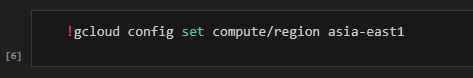 !gcloud config set compute/region asia-east1
[6]